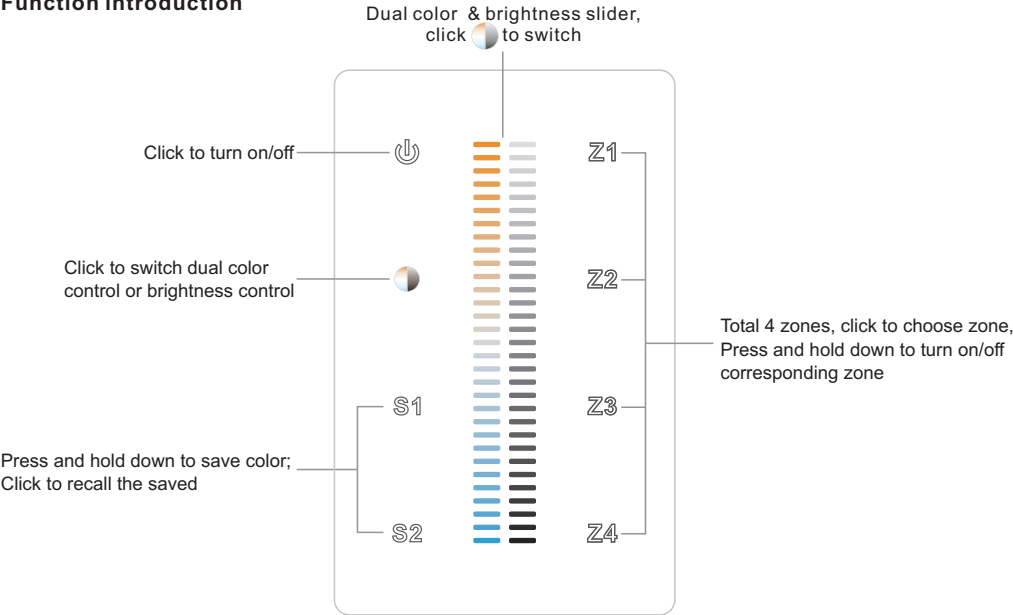 Function Introduction
Dual color & brightness slider,
click to switch
Click to turn on/off
Z1
Click to switch dual color
control or brightness control
Z2
Total 4 zones, click to choose zone,
Press and hold down to turn on/off
corresponding zone
S1
Z3
Press and hold down to save color;
Click to recall the saved
S2
Z4